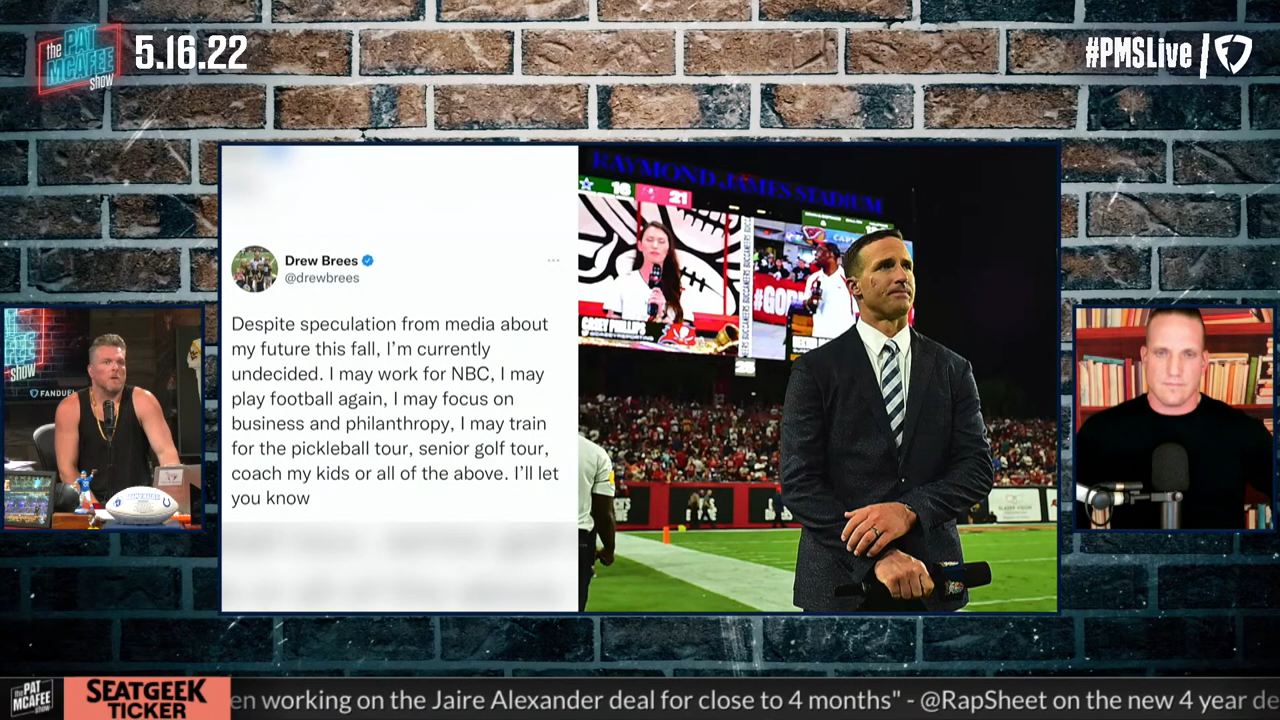 the PAT MCAFEE show
5.16.22
#PMSLive
Drew Brees
@drewbrees
...
Despite speculation from media about
my future this fall, I'm currently
undecided. I may work for NBC, I may
play football again, I may focus on
business and philanthropy, I may train
for the pickleball tour, senior golf tour,
coach my kids or all of the above. I'll let
you know
RAYMOND JAMES STADIUM
16
21
CASEY PHILLIPS
BUCCANEERS
show
FANDUEL
the PAT MCAFEE show
SEATGEEK
TICKER
en working on the Jaire Alexander deal for close to 4 months" - @RapSheet on the new 4 year de